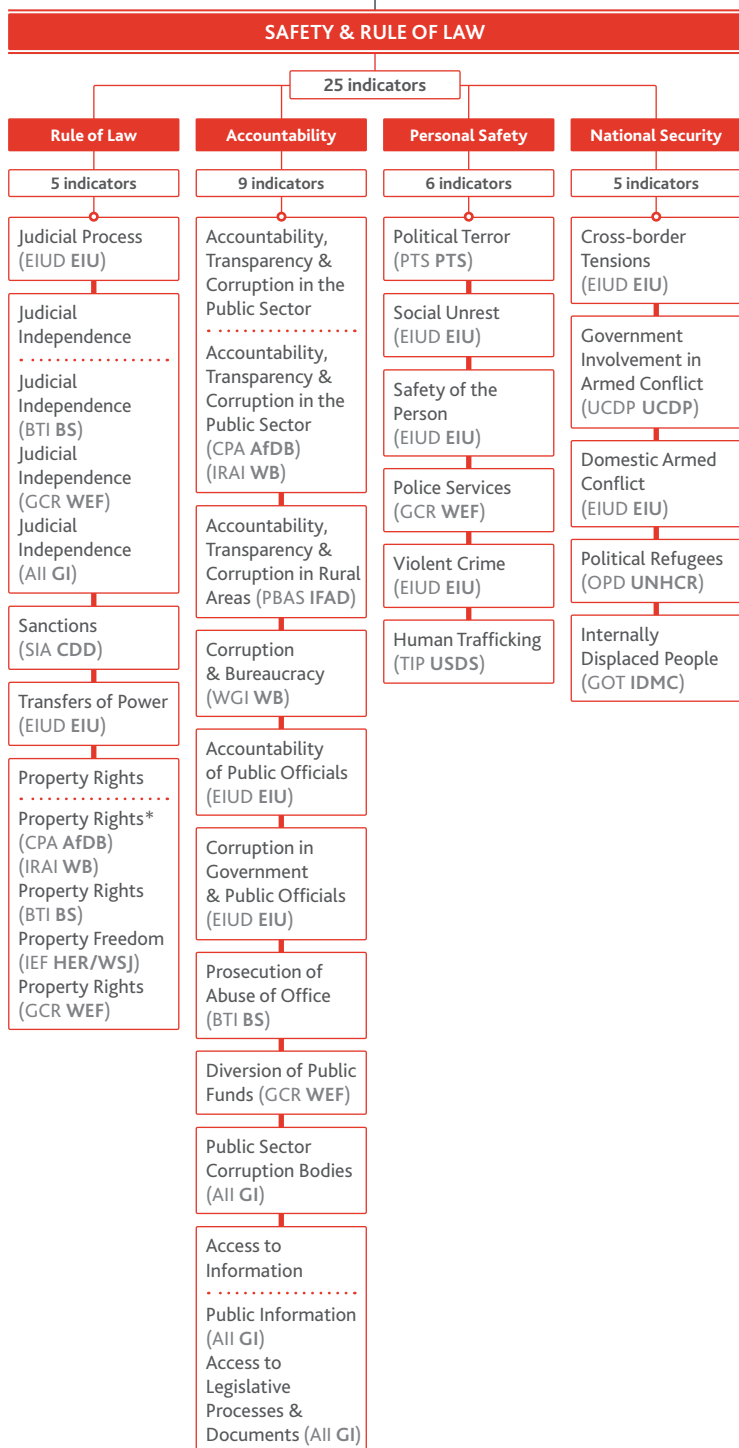 SAFETY & RULE OF LAW
25 indicators
Rule of Law
5 indicators
Judicial Process
(EIUD EIU)
Judicial
Independence
Judicial
Independence
(BTI BS)
Judicial
Independence
(GCR WEF)
Judicial
Independence
(AII GI)
Sanctions
(SIA CDD)
Transfers of Power
(EIUD EIU)
Property Rights
Property Rights*
(CPA AfDB)
(IRAI WB)
Property Rights
(BTI BS)
Property Freedom
(IEF HER/WSJ)
Property Rights
(GCR WEF)
Accountability
9 indicators
Accountability,
Transparency &
Corruption in the
Public Sector
Accountability,
Transparency &
Corruption in the
Public Sector
(CPA AfDB)
(IRAI WB)
Accountability,
Transparency &
Corruption in Rural
Areas (PBAS IFAD)
Corruption
& Bureaucracy
(WGI WB)
Accountability
of Public Officials
(EIUD EIU)
Corruption in
Government
& Public Officials
(EIUD EIU)
Prosecution of
Abuse of Office
(BTI BS)
Diversion of Public
Funds (GCR WEF)
Public Sector
Corruption Bodies
(AII GI)
Access to
Information
Public Information
(AII GI)
Access to
Legislative
Processes &
Documents (AII GI)
Personal Safety
6 indicators
Political Terror
(PTS PTS)
Social Unrest
(EIUD EIU)
Safety of the
Person
(EIUD EIU)
Police Services
(GCR WEF)
Violent Crime
(EIUD EIU)
Human Trafficking
(TIP USDS)
National Security
5 indicators
Cross-border
Tensions
(EIUD EIU)
Government
Involvement in
Armed Conflict
(UCDP UCDP)
Domestic Armed
Conflict
(EIUD EIU)
Political Refugees
(OPD UNHCR)
Internally
Displaced People
(GOT IDMC)